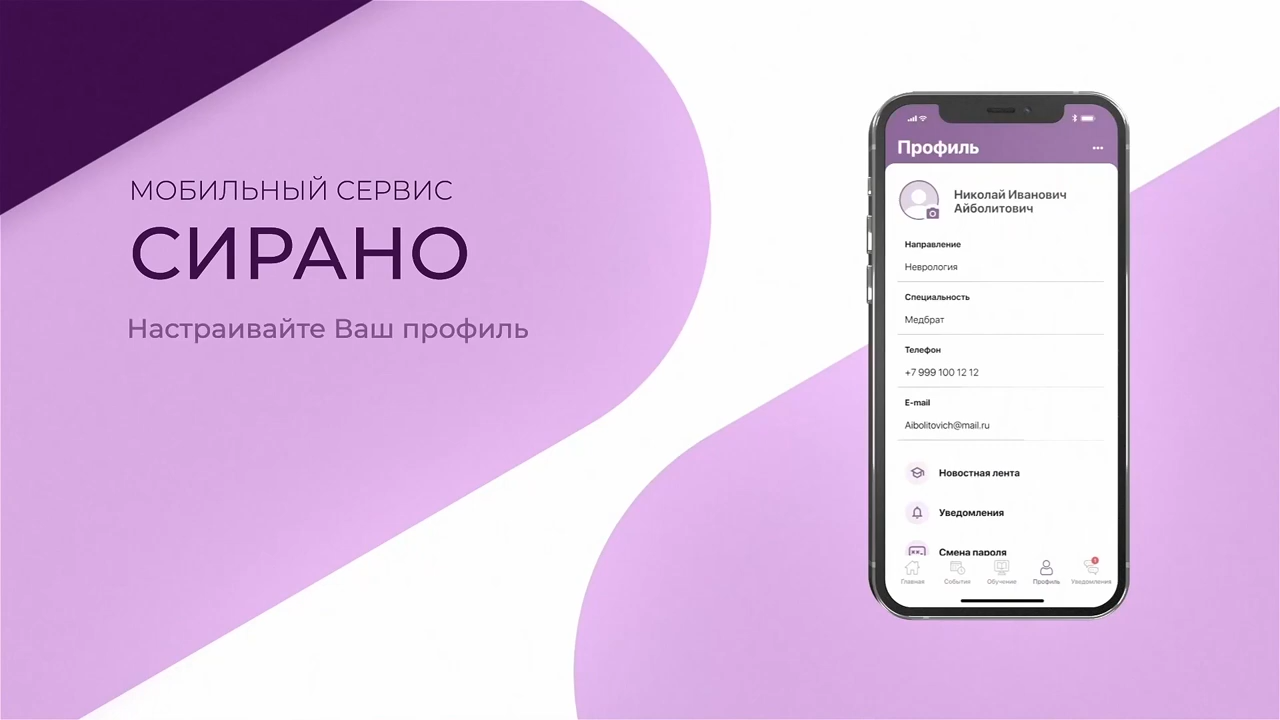 МОБИЛЬНЫЙ СЕРВИС
СИРАНО
Настраивайте Ваш профиль
Профиль
Николай Иванович
Айболитович
Направление
Неврология
Специальность
Медбрат
Телефон
+7 999 100 12 12
E-mail
Aibolitovich@mail.ru
Новостная лента
Уведомления
Смена пароля
1
Главная События Обучение Профиль Уведомления